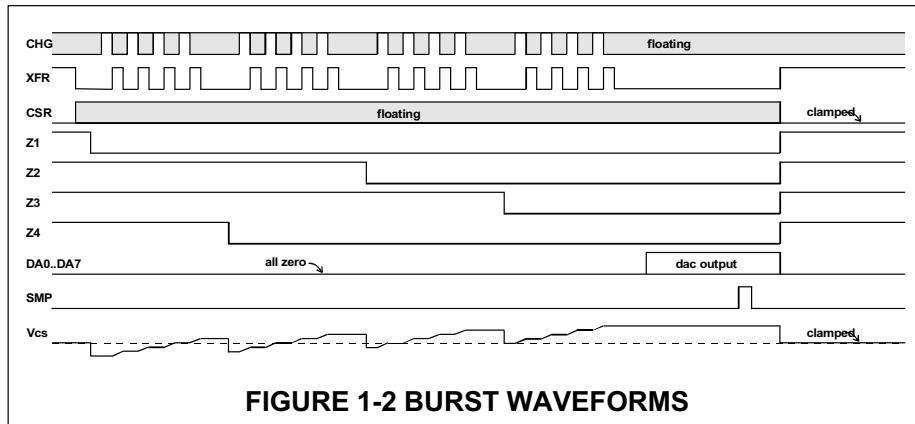 CHG
floating
XFR
CSR
floating
clamped
Z1
Z2
Z3
Z4
DA0..DA7
all zero
dac output
SMP
Vcs
clamped
FIGURE 1-2 BURST WAVEFORMS